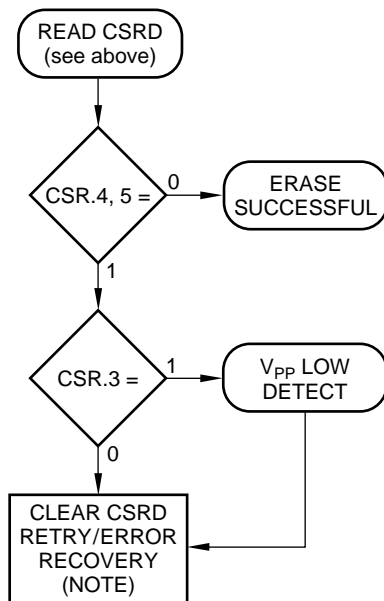 READ CSRD
(see above)
CSR.4, 5 =
0
ERASE
SUCCESSFUL
1
CSR.3 =
1
VPP LOW
DETECT
0
CLEAR CSRD
RETRY/ERROR
RECOVERY
(NOTE)